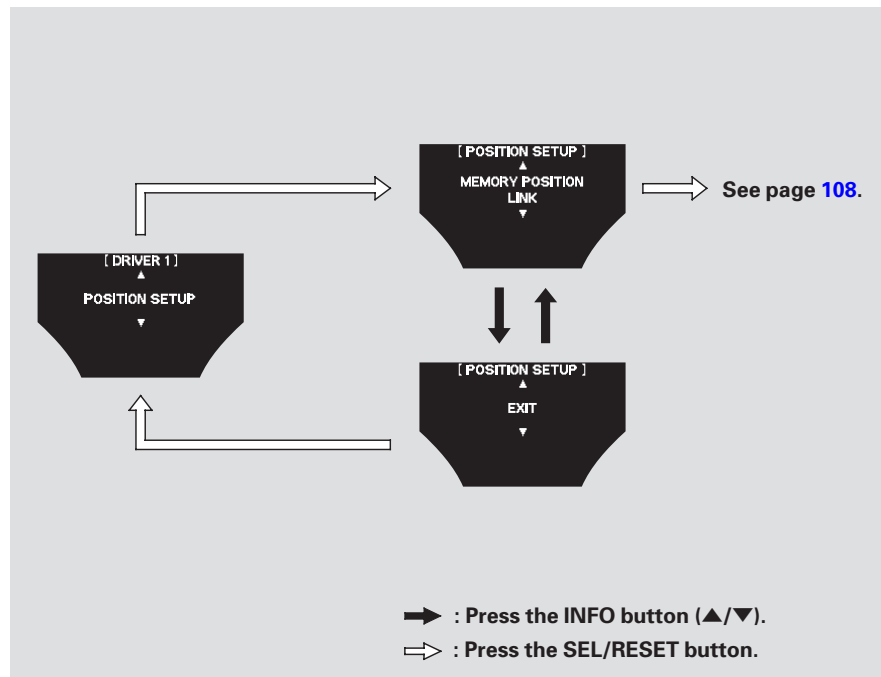 [ POSITION SETUP ]
▲
MEMORY POSITION
LINK
▼
See page 108.
[ DRIVER 1 ]
▲
POSITION SETUP
▼
[ POSITION SETUP ]
▲
EXIT
▼
: Press the INFO button (▲/▼).
: Press the SEL/RESET button.